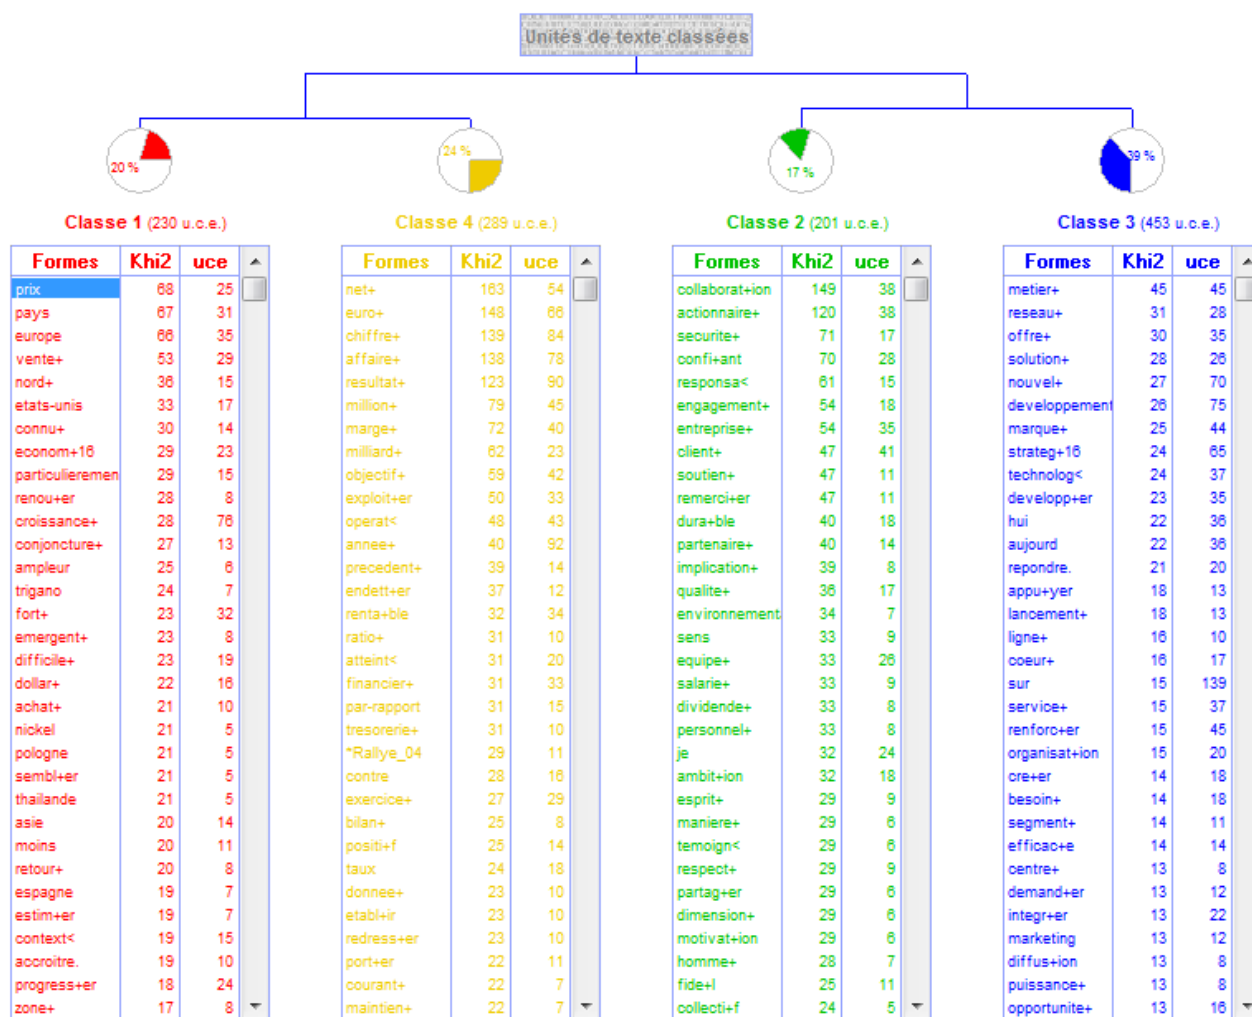 Unités de texte classées
20 %
24 %
17 %
39 %
Classe 1 (230 u.c.e.)
Classe 4 (289 u.c.e.)
Classe 2 (201 u.c.e.)
Classe 3 (453 u.c.e.)
Formes Khi2 uce
prix 68 25
pays 67 31
europe 66 35
vente+ 53 29
nord+ 36 15
etats-unis 33 17
connu+ 30 14
econom+16 29 23
particulieremen 29 15
renou+er 28 8
croissance+ 28 76
conjoncture+ 27 13
ampleur 25 6
trigano 24 7
fort+ 23 32
emergent+ 23 8
difficile+ 23 19
dollar+ 22 16
achat+ 21 10
nickel 21 5
pologne 21 5
sembl+er 21 5
thailande 21 5
asie 20 14
moins 20 11
retour+ 20 8
espagne 19 7
estim+er 19 7
context< 19 15
accroitre. 19 10
progress+er 18 24
zone+ 17 8
Formes Khi2 uce
net+ 163 54
euro+ 148 66
chiffre+ 139 84
affaire+ 138 78
resultat+ 123 90
million+ 79 45
marge+ 72 40
milliard+ 62 23
objectif+ 59 42
exploit+er 50 33
operat< 48 43
annee+ 40 92
precedent+ 39 14
endett+er 37 12
renta+ble 32 34
ratio+ 31 10
atteint< 31 20
financier+ 31 33
par-rapport 31 15
tresorerie+ 31 10
*Rallye_04 29 11
contre 28 16
exercice+ 27 29
bilan+ 25 8
positi+f 25 14
taux 24 18
donnee+ 23 10
etabl+ir 23 10
redress+er 23 10
port+er 22 11
courant+ 22 7
maintien+ 22 7
Formes Khi2 uce
collaborat+ion 149 38
actionnaire+ 120 38
securite+ 71 17
confi+ant 70 28
responsa< 61 15
engagement+ 54 18
entreprise+ 54 35
client+ 47 41
soutien+ 47 11
remerci+er 47 11
dura+ble 40 18
partenaire+ 40 14
implication+ 39 8
qualite+ 36 17
environnement 34 7
sens 33 9
equipe+ 33 26
salarie+ 33 9
dividende+ 33 8
personnel+ 33 8
je 32 24
ambit+ion 32 18
esprit+ 29 9
maniere+ 29 6
temoign< 29 6
respect+ 29 9
partag+er 29 6
dimension+ 29 6
motivat+ion 29 6
homme+ 28 7
fide+l 25 11
collecti+f 24 5
Formes Khi2 uce
metier+ 45 45
reseau+ 31 28
offre+ 30 35
solution+ 28 26
nouvel+ 27 70
developpement 26 75
marque+ 25 44
strateg+16 24 65
technolog< 24 37
developp+er 23 35
hui 22 36
aujourd 22 36
repondre. 21 20
appu+yer 18 13
lancement+ 18 13
ligne+ 16 10
coeur+ 16 17
sur 15 139
service+ 15 37
renforc+er 15 45
organisat+ion 15 20
cre+er 14 18
besoin+ 14 18
segment+ 14 11
efficac+e 14 14
centre+ 13 8
demand+er 13 12
integr+er 13 22
marketing 13 12
diffus+ion 13 8
puissance+ 13 8
opportunite+ 13 16